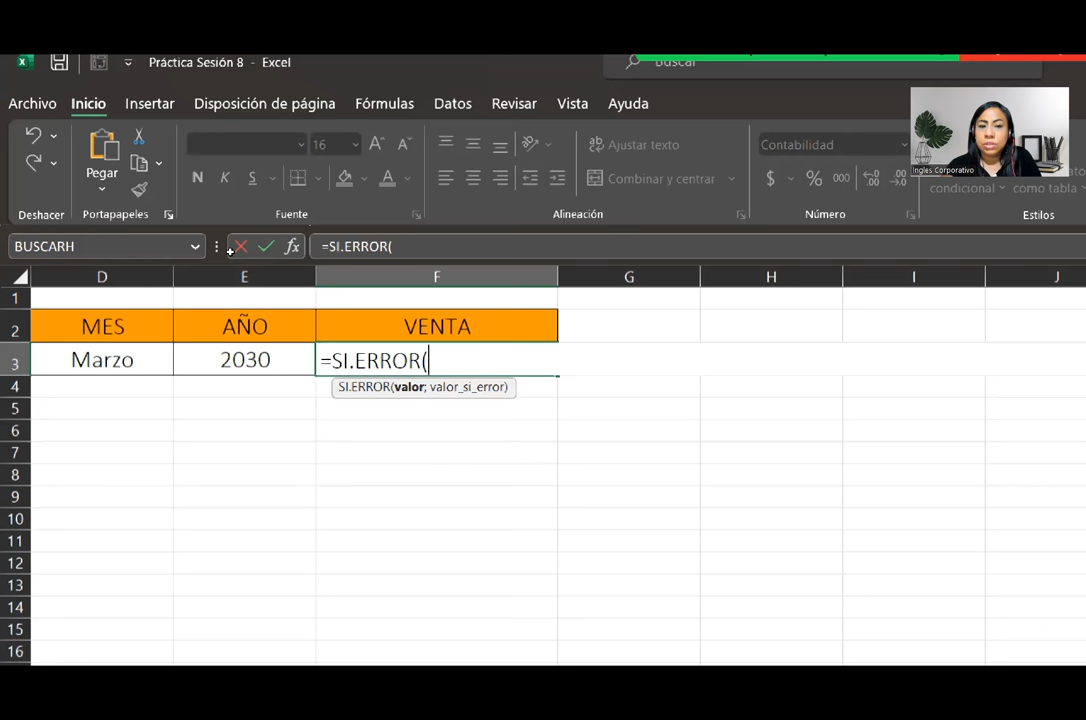 Práctica Sesión 8 - Excel
Buscar
Archivo Inicio Insertar Disposición de página Fórmulas Datos Revisar Vista Ayuda
Pegar
16 A A
ab Ajustar texto
Contabilidad
N K S A
Combinar y centrar
$ % 000
condicional como tabla
Ingles Corporativo
Deshacer Portapapeles Fuente Alineación Número Estilos
BUSCARH fx =SI.ERROR(
D E F G H I J
1
2 MES AÑO VENTA
3 Marzo 2030 =SI.ERROR(
SI.ERROR(valor; valor_si_error)
4
5
6
7
8
9
10
11
12
13
14
15
16